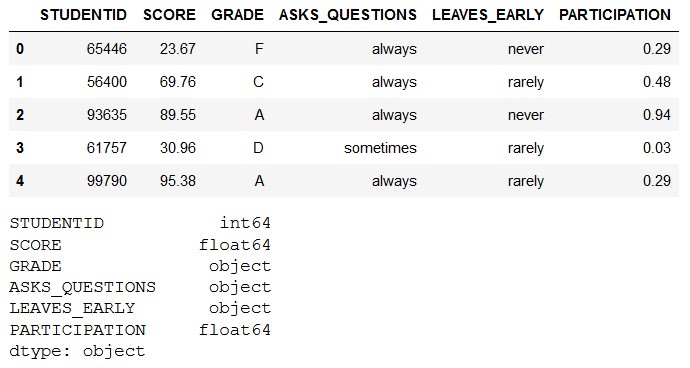 STUDENTID SCORE GRADE ASKS_QUESTIONS LEAVES_EARLY PARTICIPATION
0 65446 23.67 F always never 0.29
1 56400 69.76 C always rarely 0.48
2 93635 89.55 A always never 0.94
3 61757 30.96 D sometimes rarely 0.03
4 99790 95.38 A always rarely 0.29
STUDENTID int64
SCORE float64
GRADE object
ASKS_QUESTIONS object
LEAVES_EARLY object
PARTICIPATION float64
dtype: object